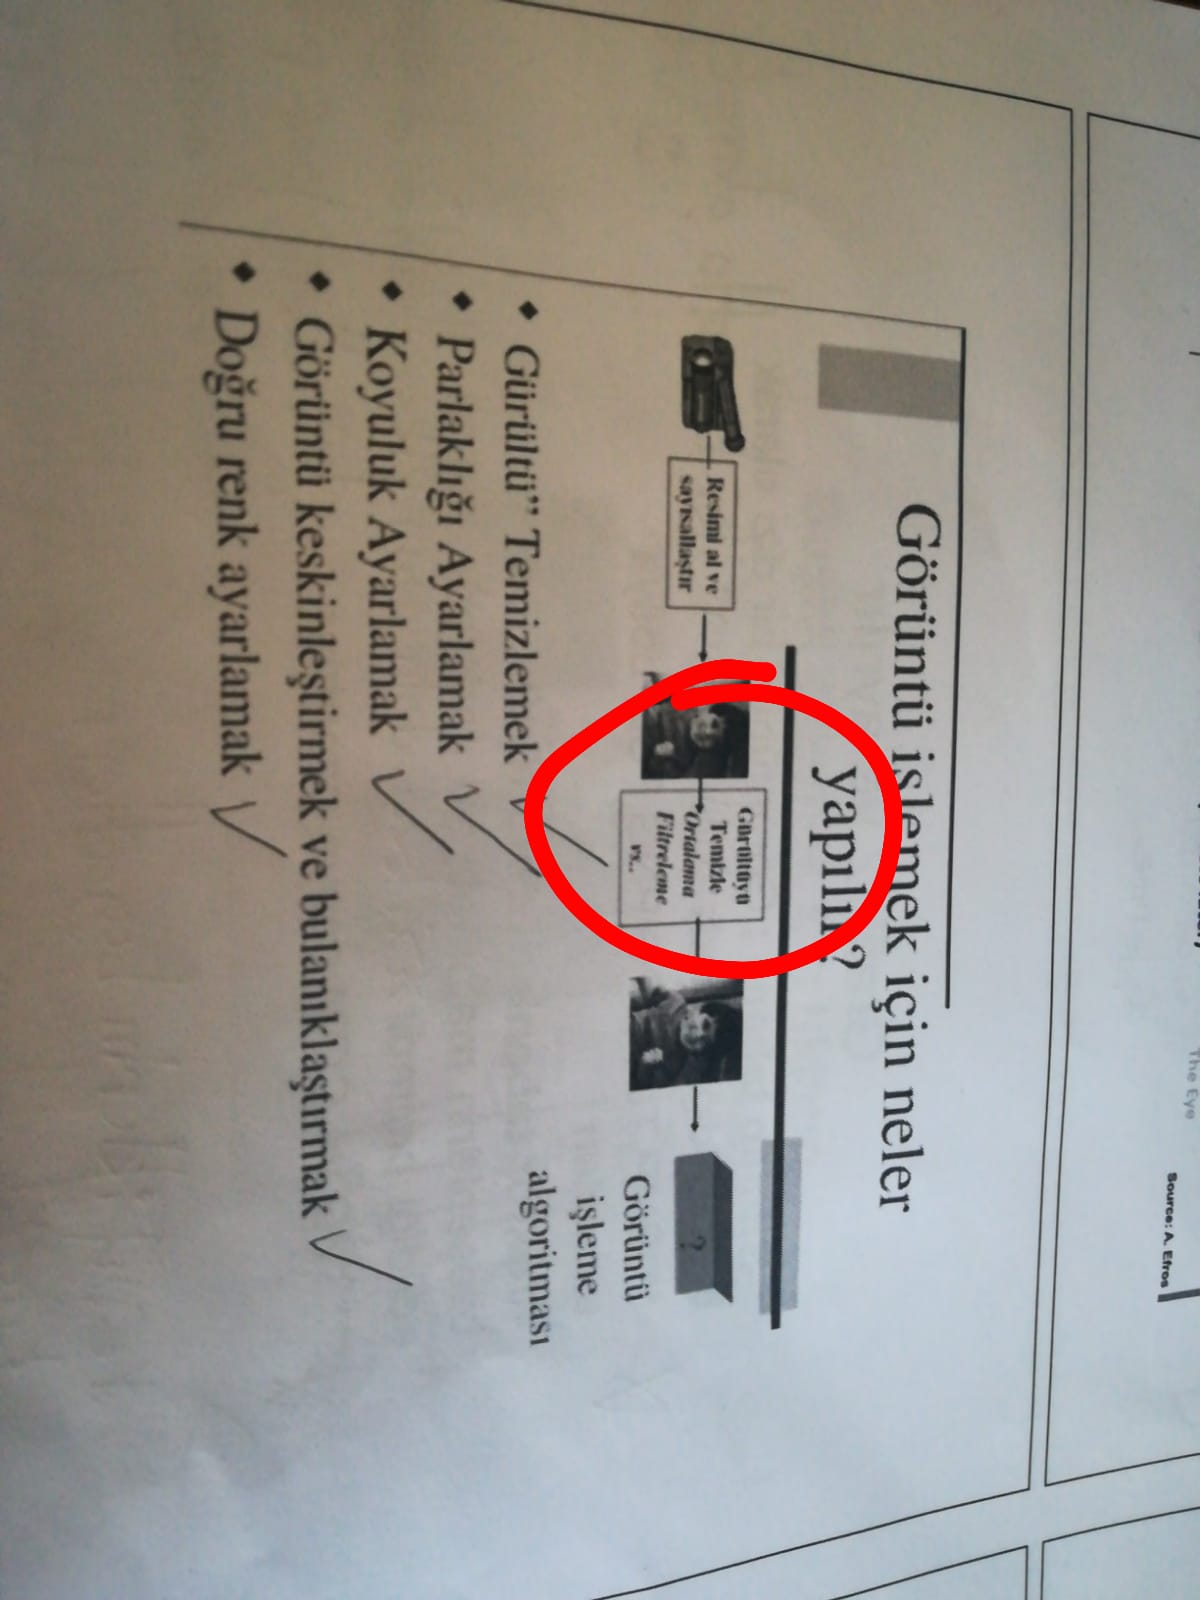 Görüntü işlemek için neler
yapılır?
Resimi al ve
sayısallaştır
Gürültüyü
Temizle
Ortalama
Filtreleme
vs..
?
Görüntü
işleme
algoritması
◆ Gürültü” Temizlemek
◆ Parlaklığı Ayarlamak
◆ Koyuluk Ayarlamak
◆ Görüntü keskinleştirmek ve bulanıklaştırmak
◆ Doğru renk ayarlamak
The Eye
Source: A. Efros